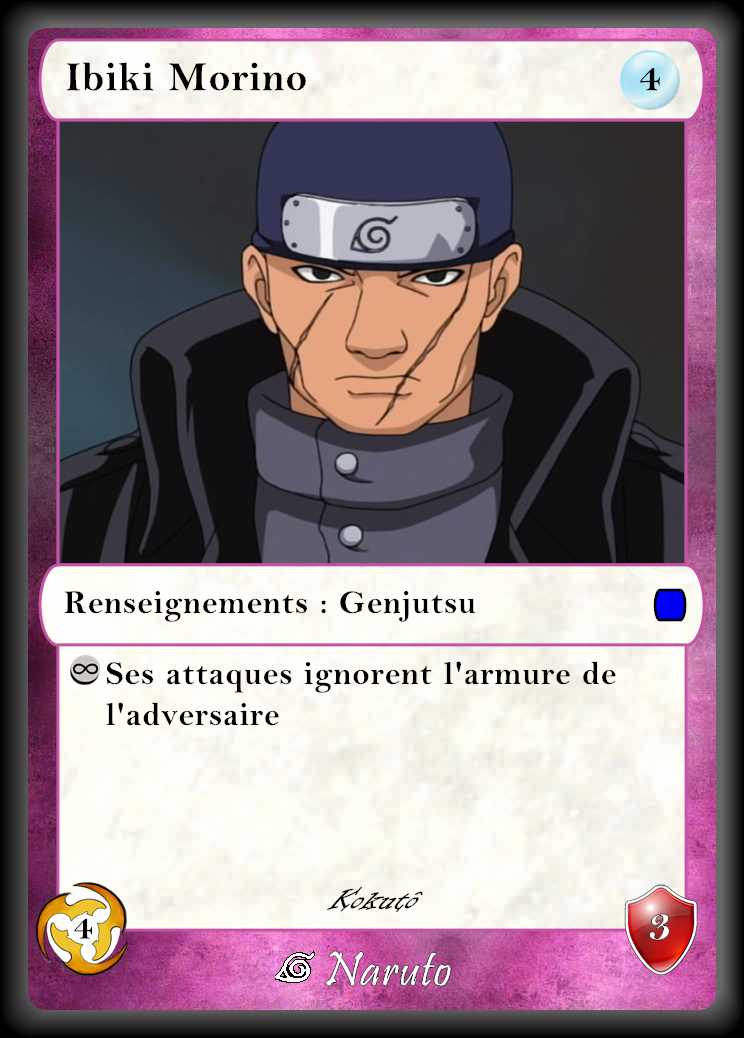 Ibiki Morino 4
Renseignements : Genjutsu
Ses attaques ignorent l'armure de
l'adversaire
Kokutô
4
3
Naruto